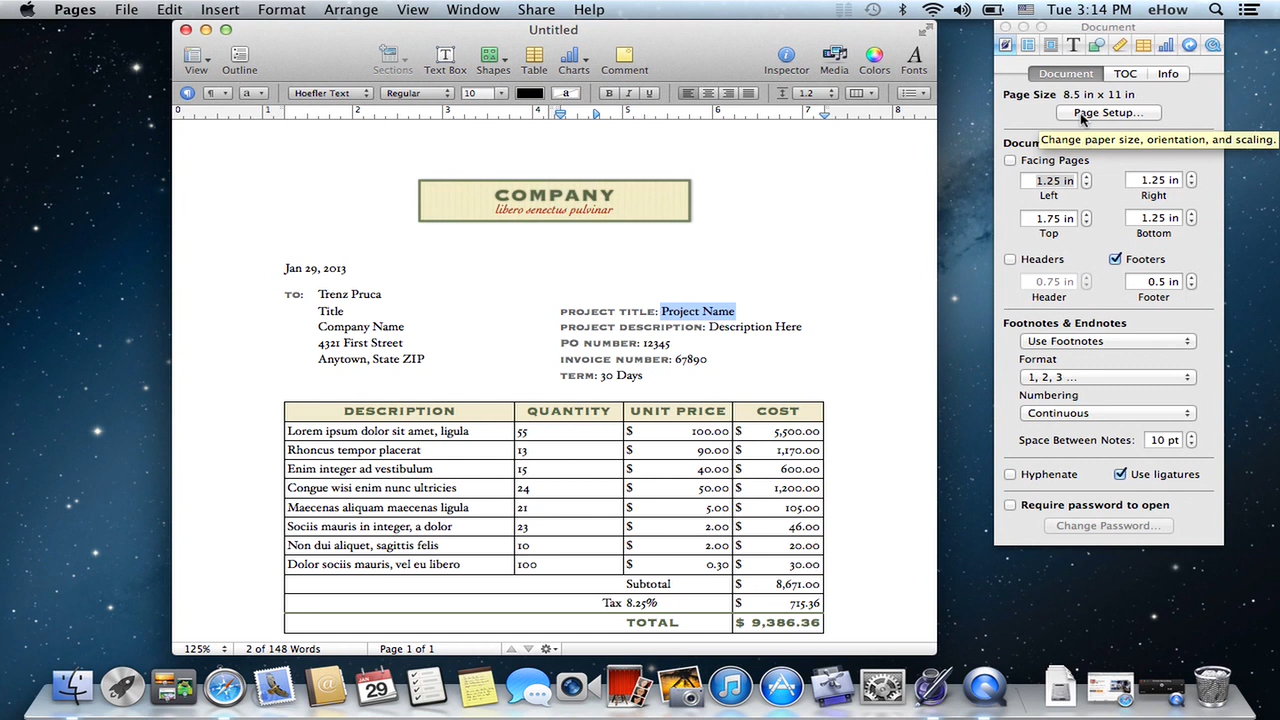 Pages File Edit Insert Format Arrange View Window Share Help Tue 3:14 PM eHow
Untitled
View Outline Sections Text Box Shapes Table Charts Comment Inspector Media Colors Fonts
¶ a Hoefler Text Regular 10 a B I U 1.2
0 1 2 3 4 5 6 7 8
COMPANY
libero senectus pulvinar
Jan 29, 2013
TO: Trenz Pruca
Title
Company Name
4321 First Street
Anytown, State ZIP
PROJECT TITLE: Project Name
PROJECT DESCRIPTION: Description Here
PO NUMBER: 12345
INVOICE NUMBER: 67890
TERM: 30 Days
DESCRIPTION QUANTITY UNIT PRICE COST
Lorem ipsum dolor sit amet, ligula 55 $ 100.00 $ 5,500.00
Rhoncus tempor placerat 13 $ 90.00 $ 1,170.00
Enim integer ad vestibulum 15 $ 40.00 $ 600.00
Congue wisi enim nunc ultricies 24 $ 50.00 $ 1,200.00
Maecenas aliquam maecenas ligula 21 $ 5.00 $ 105.00
Sociis mauris in integer, a dolor 23 $ 2.00 $ 46.00
Non dui aliquet, sagittis felis 10 $ 2.00 $ 20.00
Dolor sociis mauris, vel eu libero 100 $ 0.30 $ 30.00
Subtotal $ 8,671.00
Tax 8.25% $ 715.36
TOTAL $ 9,386.36
125% 2 of 148 Words Page 1 of 1
Document
T
Document TOC Info
Page Size 8.5 in x 11 in
Page Setup...
Change paper size, orientation, and scaling.
Docum
Facing Pages
1.25 in 1.25 in
Left Right
1.75 in 1.25 in
Top Bottom
Headers Footers
0.75 in 0.5 in
Header Footer
Footnotes & Endnotes
Use Footnotes
Format
1, 2, 3 ...
Numbering
Continuous
Space Between Notes: 10 pt
Hyphenate Use ligatures
Require password to open
Change Password...
JAN
29